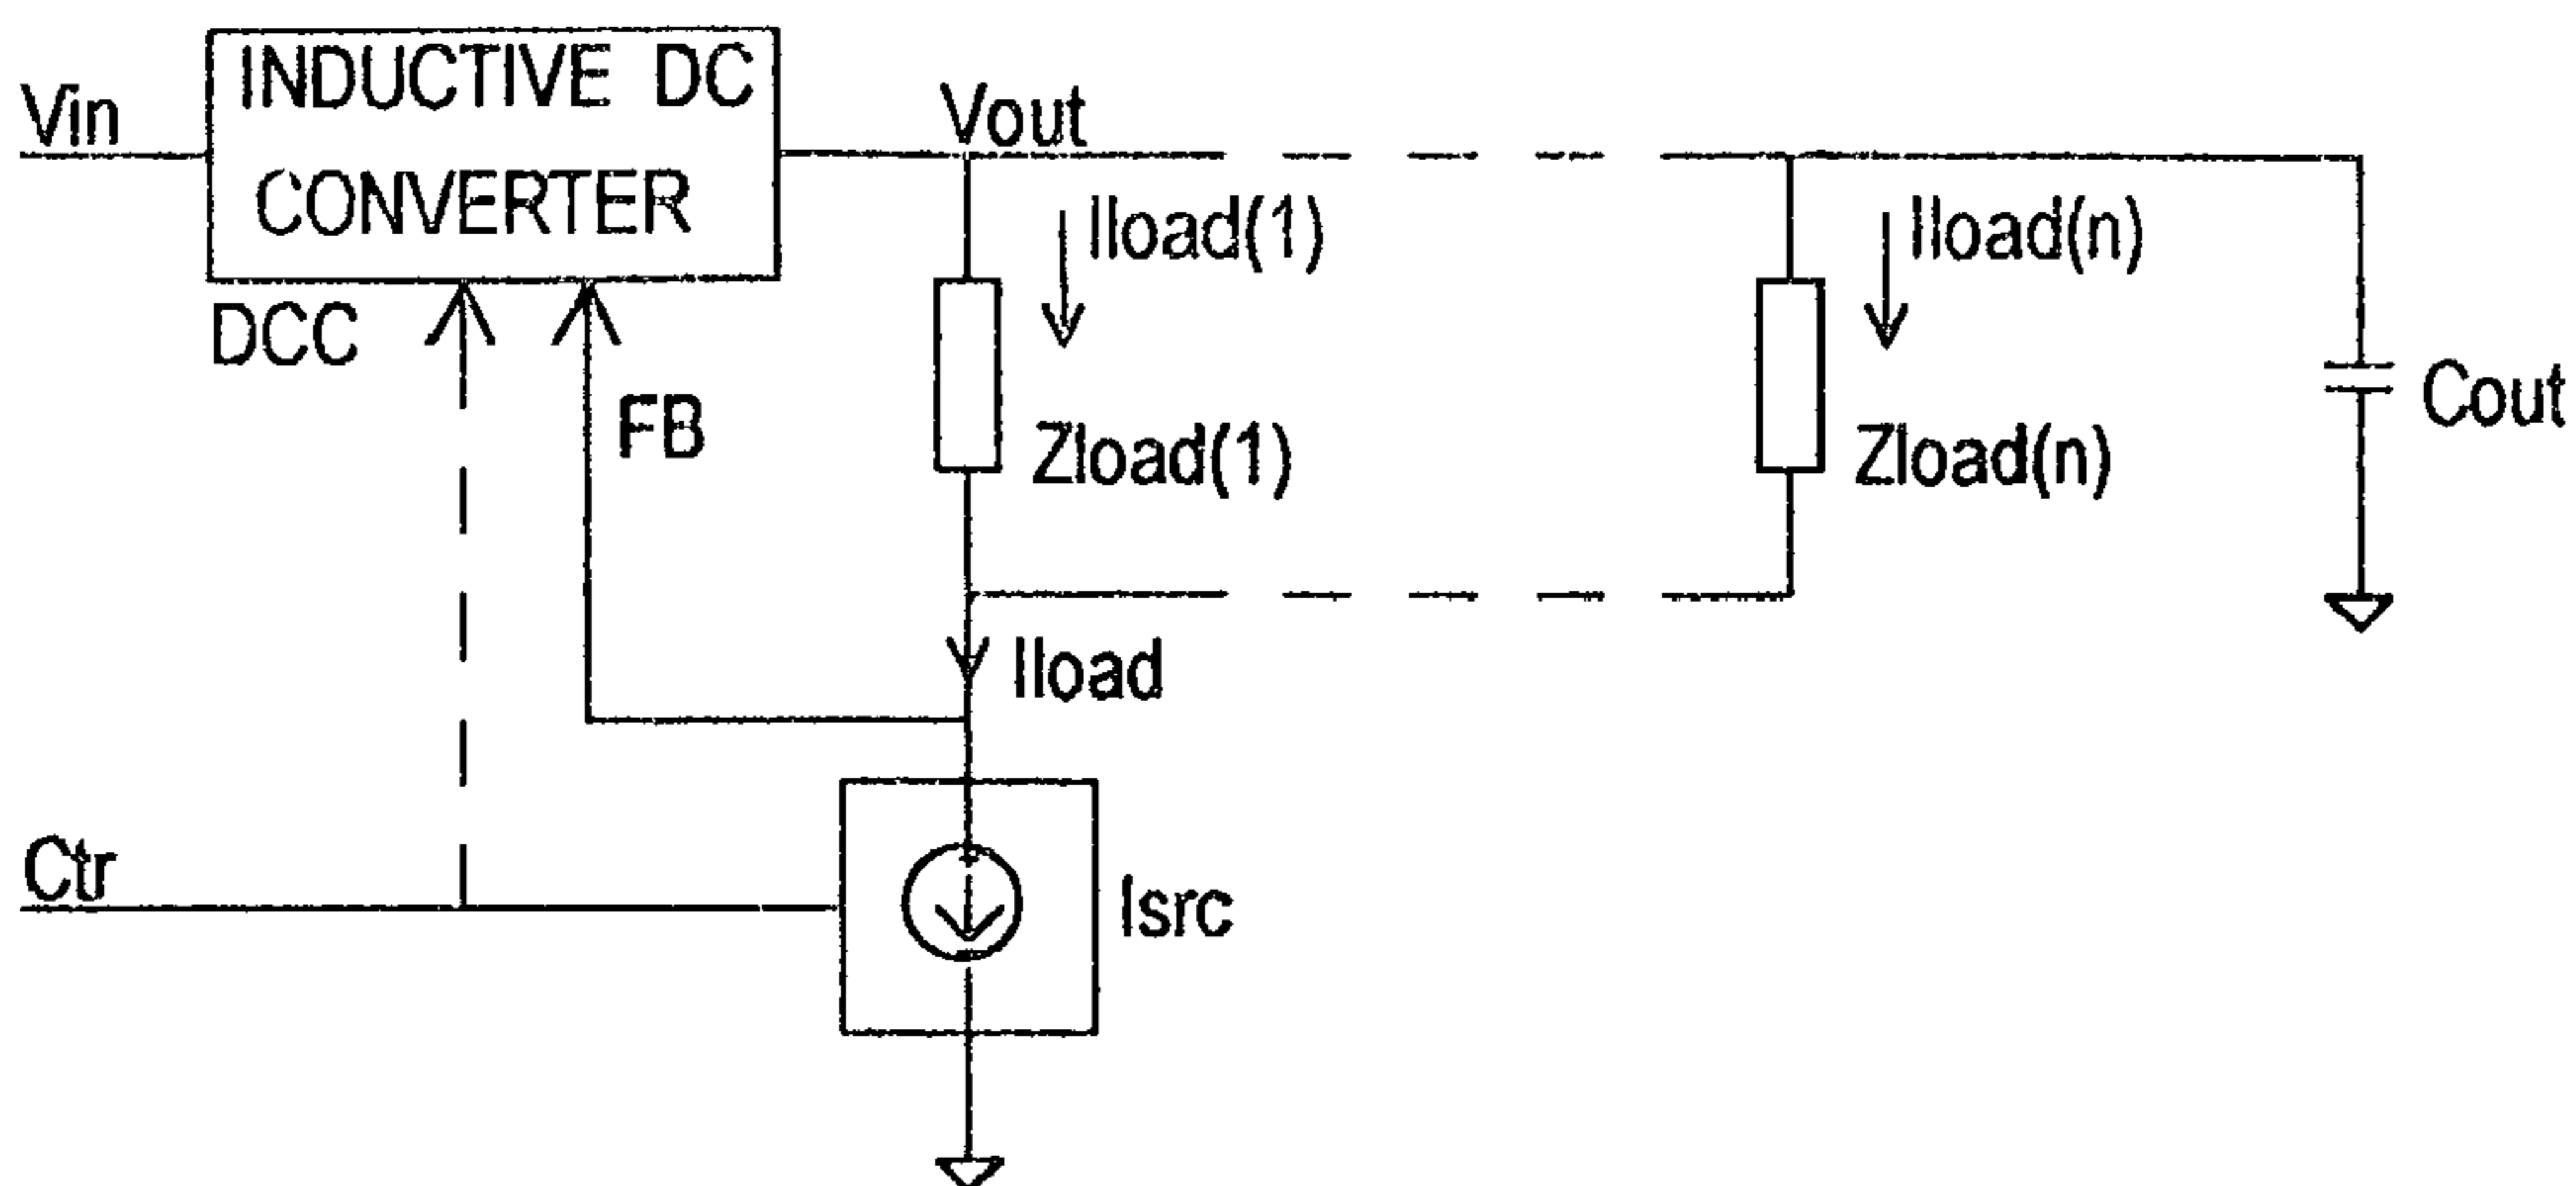 Vin
INDUCTIVE DC
CONVERTER
DCC
FB
Vout
Iload(1)
Zload(1)
Iload(n)
Zload(n)
Cout
Iload
Ctr
Isrc